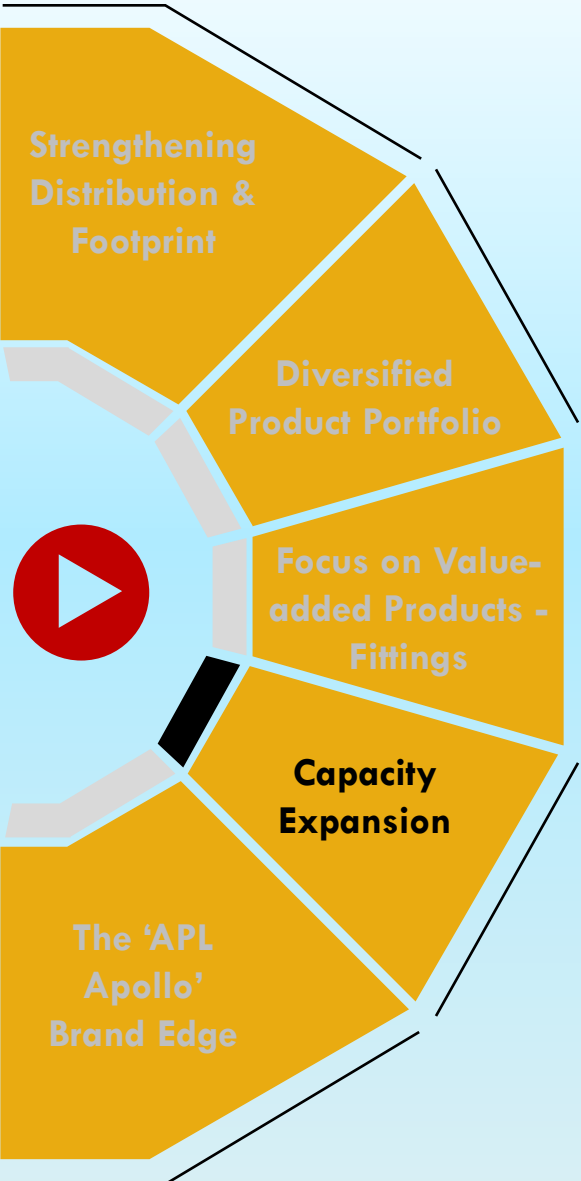 Strengthening
Distribution &
Footprint
Diversified
Product Portfolio
Focus on Value-
added Products -
Fittings
Capacity
Expansion
The ‘APL
Apollo’
Brand Edge